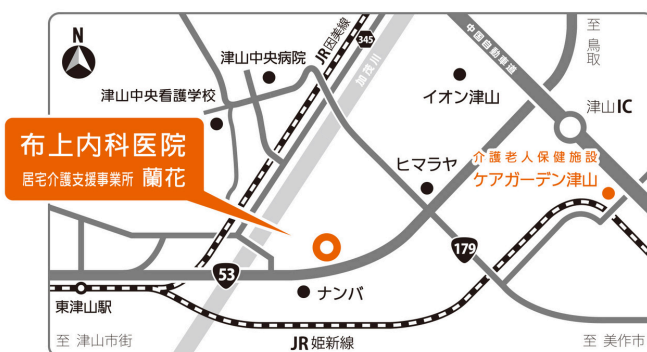 N
至
鳥取
JR因美線
345
加茂川
中国自動車道
津山中央病院
津山中央看護学校
イオン津山
津山IC
布上内科医院
居宅介護支援事業所 蘭花
ヒマラヤ
介護老人保健施設
ケアガーデン津山
53
179
ナンバ
東津山駅
至 津山市街
JR姫新線
至 美作市